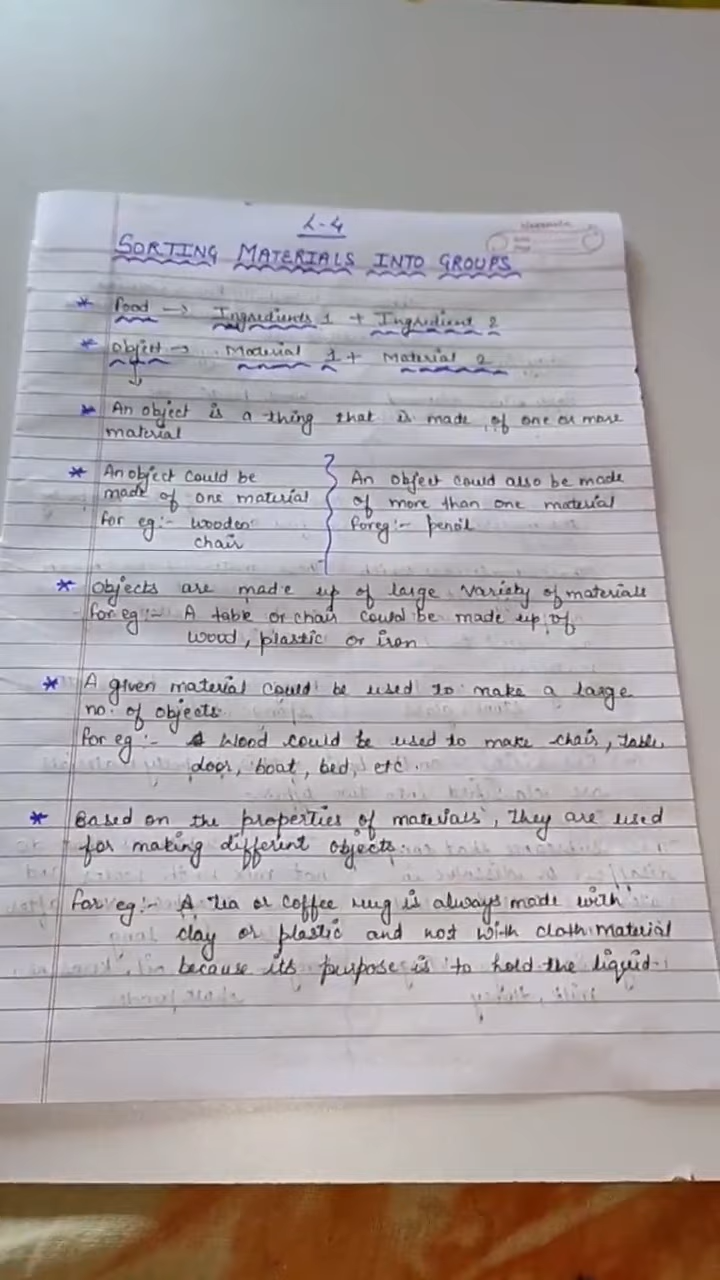 L-4
SORTING MATERIALS INTO GROUPS
* Food → Ingredients 1 + Ingredient 2
* Object → Material 1 + Material 2
* An object is a thing that is made of one or more
material
* An object could be
made of one material
for eg:- wooden
chair
An object could also be made
of more than one material
for eg:- pencil
* Objects are made up of large variety of materials
for eg:- A table or chair could be made up of
wood, plastic or iron
* A given material could be used to make a large
no. of objects
for eg:- Wood could be used to make chair, table,
door, boat, bed, etc.
* Based on the properties of materials, they are used
for making different objects.
for eg:- A tea or coffee mug is always made with
clay or plastic and not with cloth material
because its purpose is to hold the liquid.